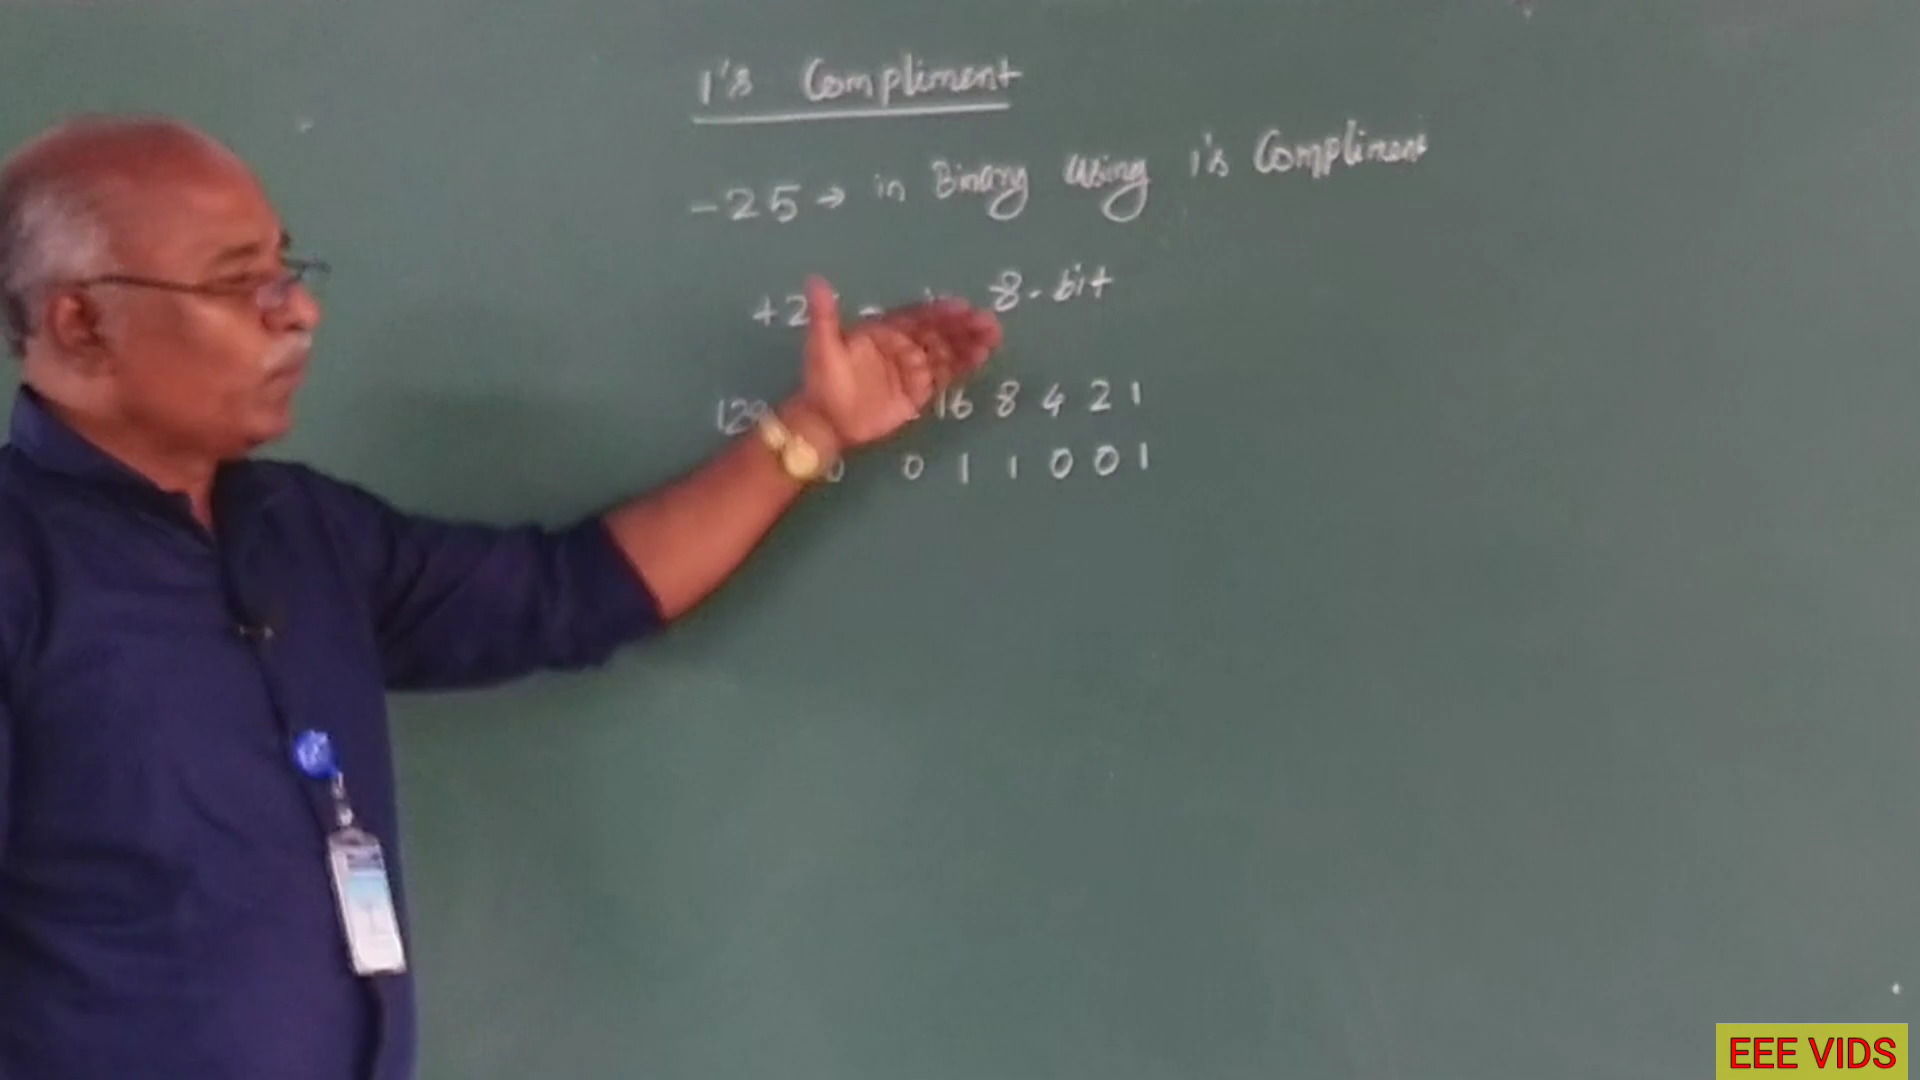 1's Compliment
-25 → in Binary using 1's Compliment
+2 8-bit
16 8 4 2 1
0 0 1 1 0 0 1
EEE VIDS